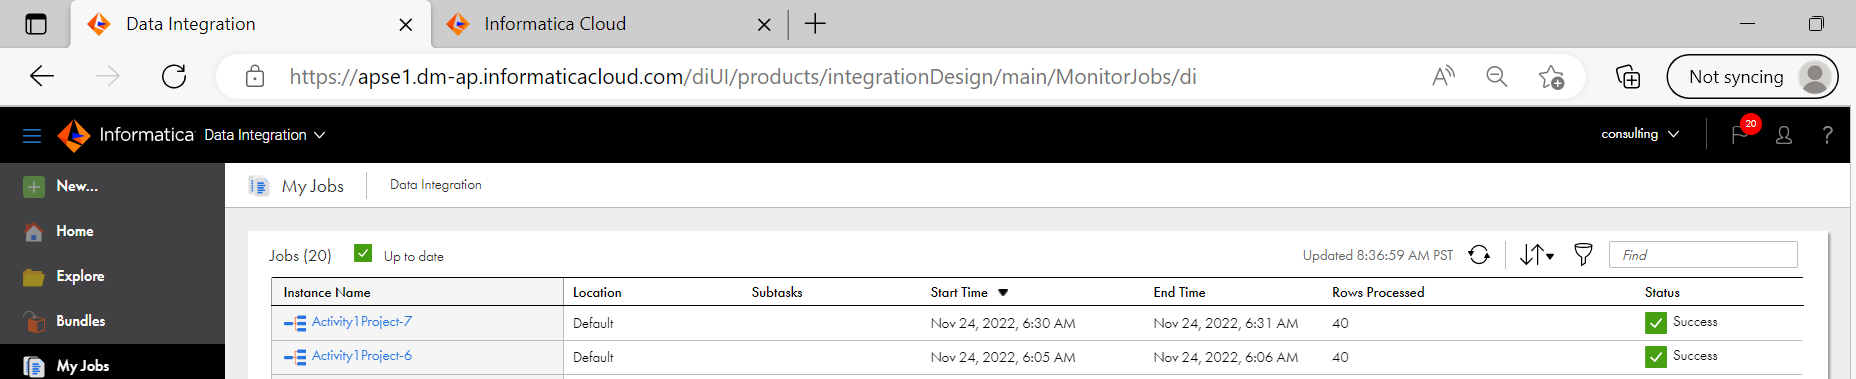 Data Integration
Informatica Cloud
https://apse1.dm-ap.informaticacloud.com/diUI/products/integrationDesign/main/MonitorJobs/di
Not syncing
Informatica Data Integration
consulting
20
?
New...
Home
Explore
Bundles
My Jobs
My Jobs Data Integration
Jobs (20) Up to date Updated 8:36:59 AM PST Find
Instance Name Location Subtasks Start Time End Time Rows Processed Status
Activity1Project-7 Default Nov 24, 2022, 6:30 AM Nov 24, 2022, 6:31 AM 40 Success
Activity1Project-6 Default Nov 24, 2022, 6:05 AM Nov 24, 2022, 6:06 AM 40 Success